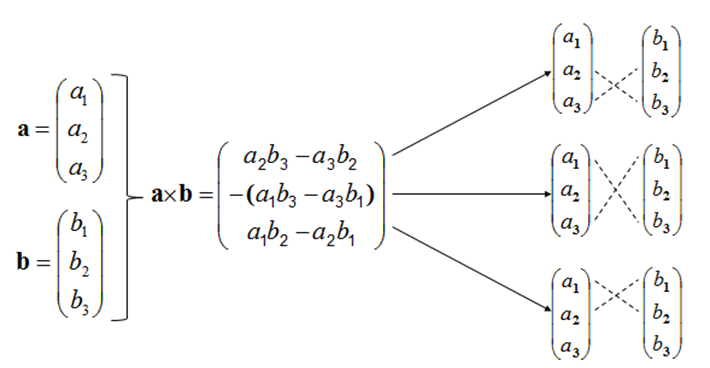 a = (a₁ a₂ a₃)
b = (b₁ b₂ b₃)
a×b = (a₂b₃ −a₃b₂
−(a₁b₃ −a₃b₁)
a₁b₂ −a₂b₁)
(a₁ a₂ a₃) (b₁ b₂ b₃)
(a₁ a₂ a₃) (b₁ b₂ b₃)
(a₁ a₂ a₃) (b₁ b₂ b₃)